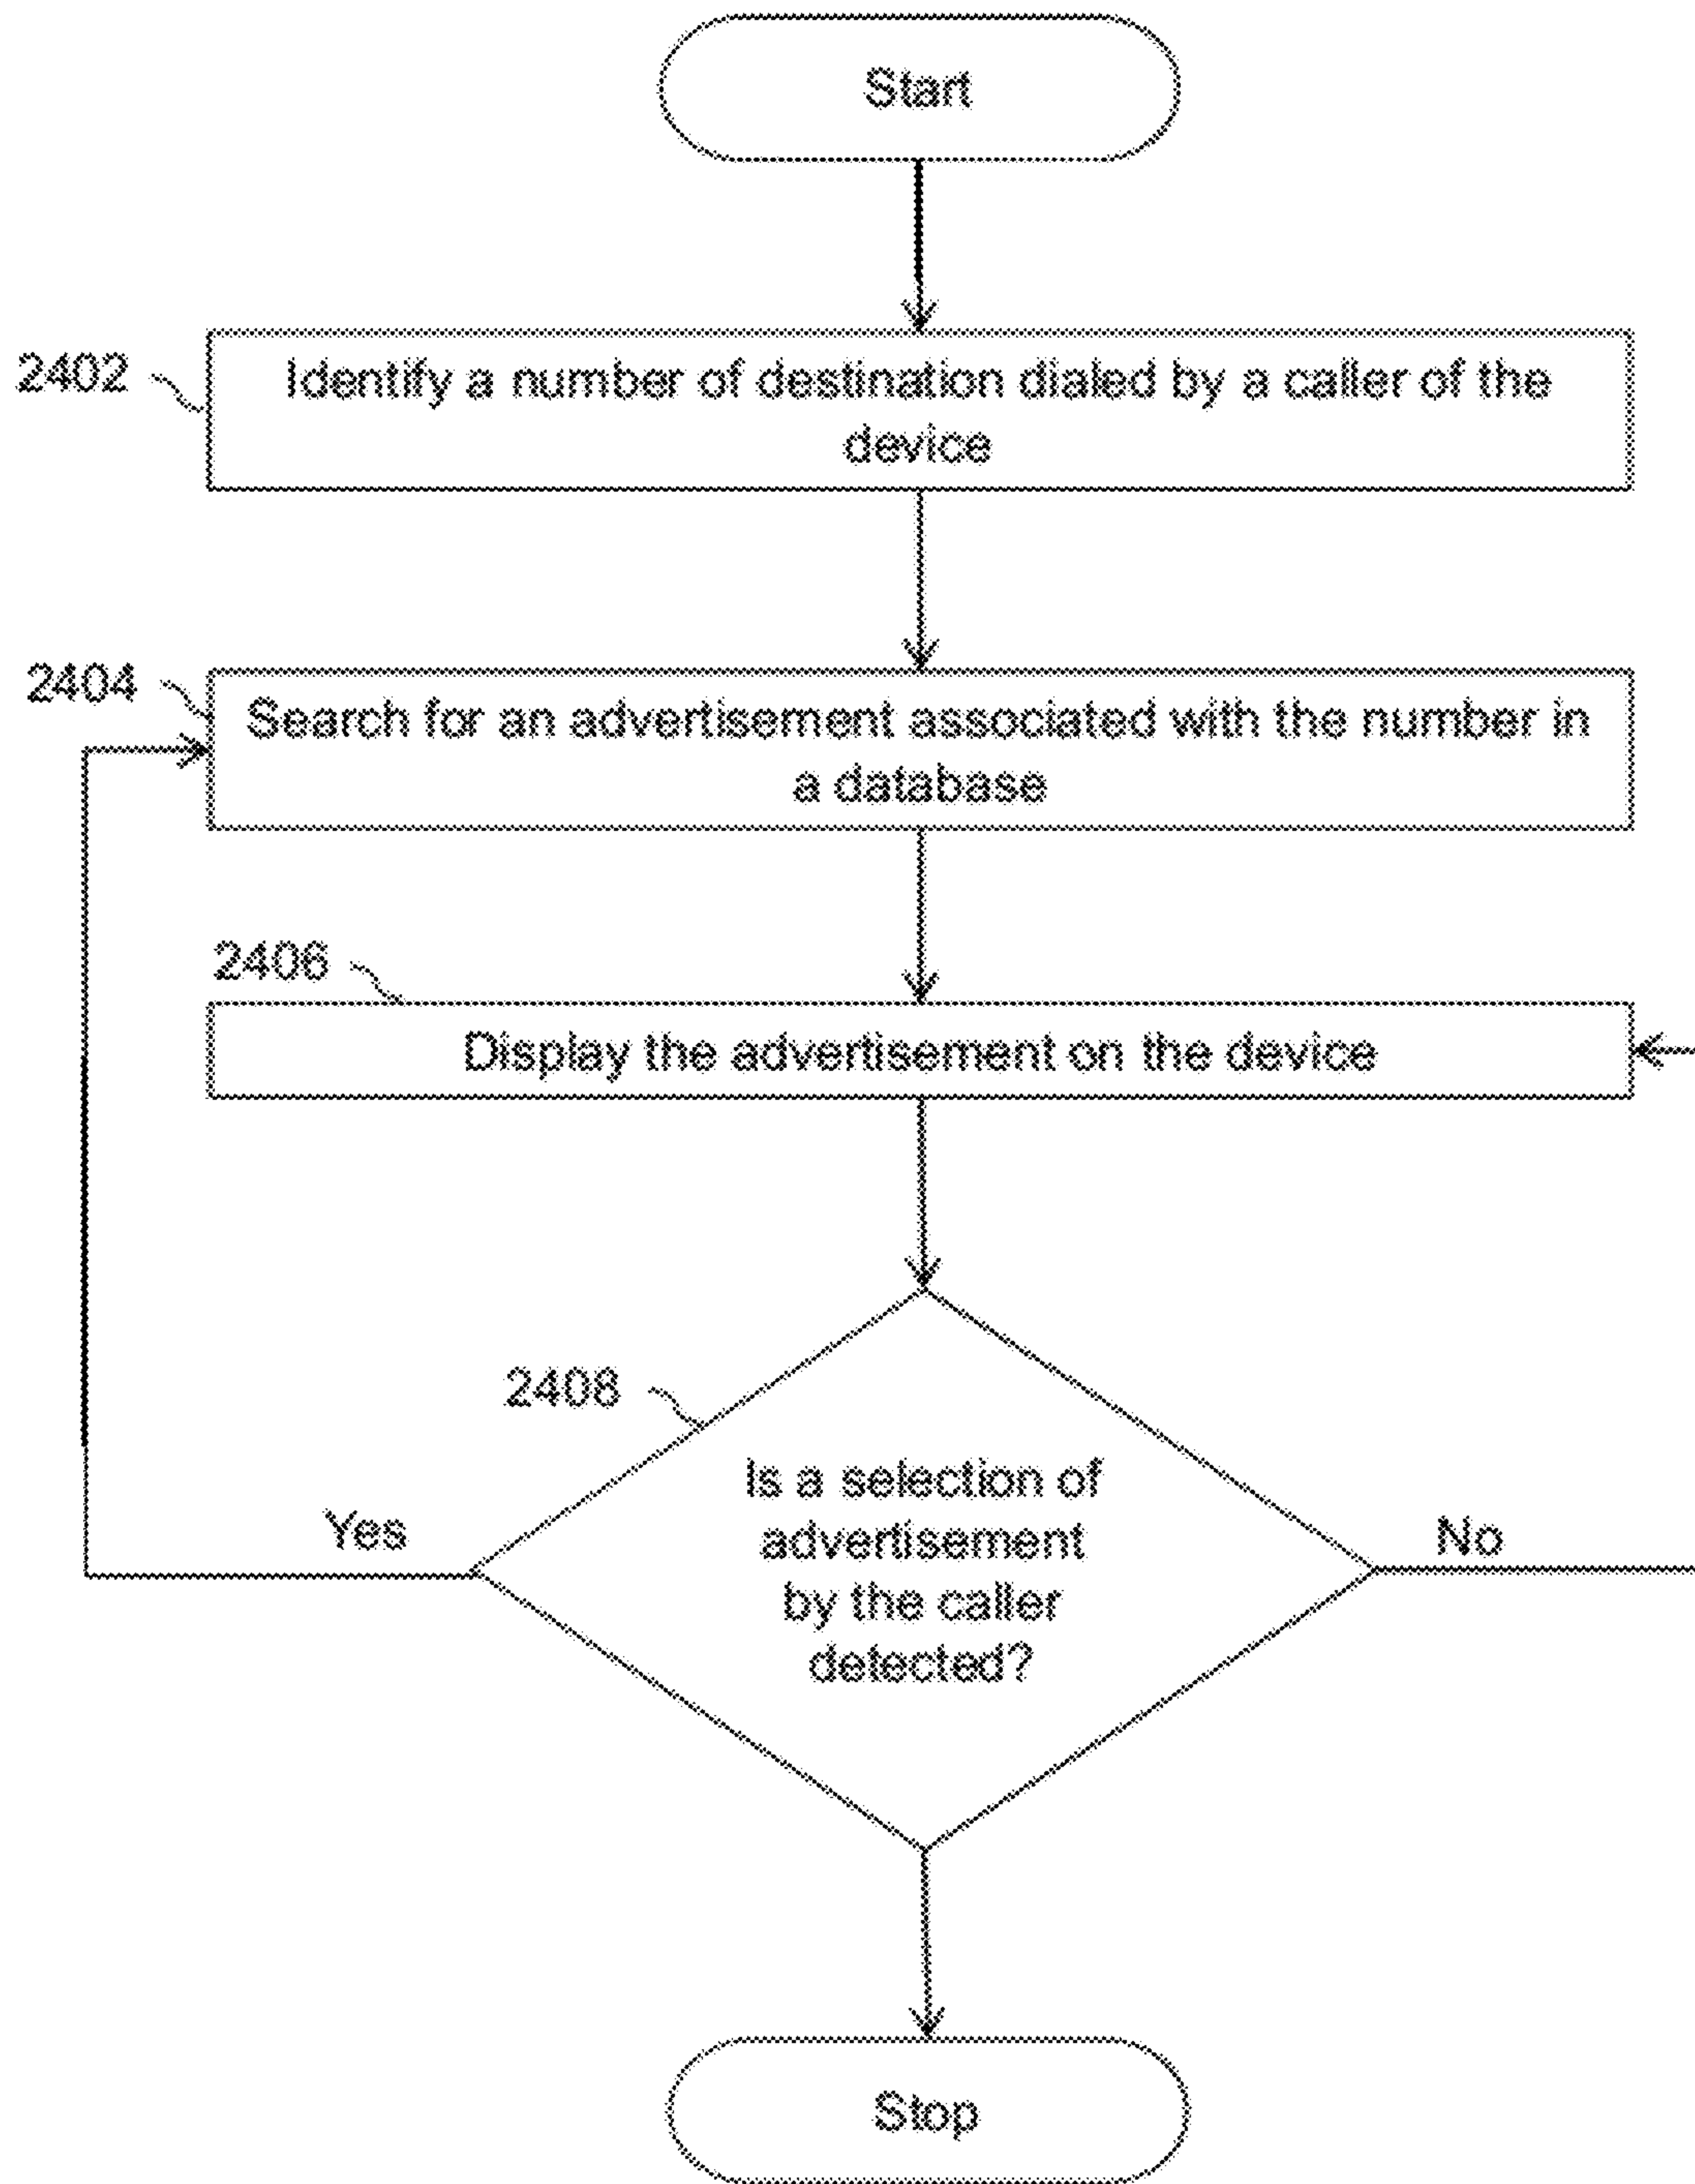 Start
2402
Identify a number of destination dialed by a caller of the
device
2404
Search for an advertisement associated with the number in
a database
2406
Display the advertisement on the device
2408
Is a selection of
advertisement
by the caller
detected?
Yes
No
Stop